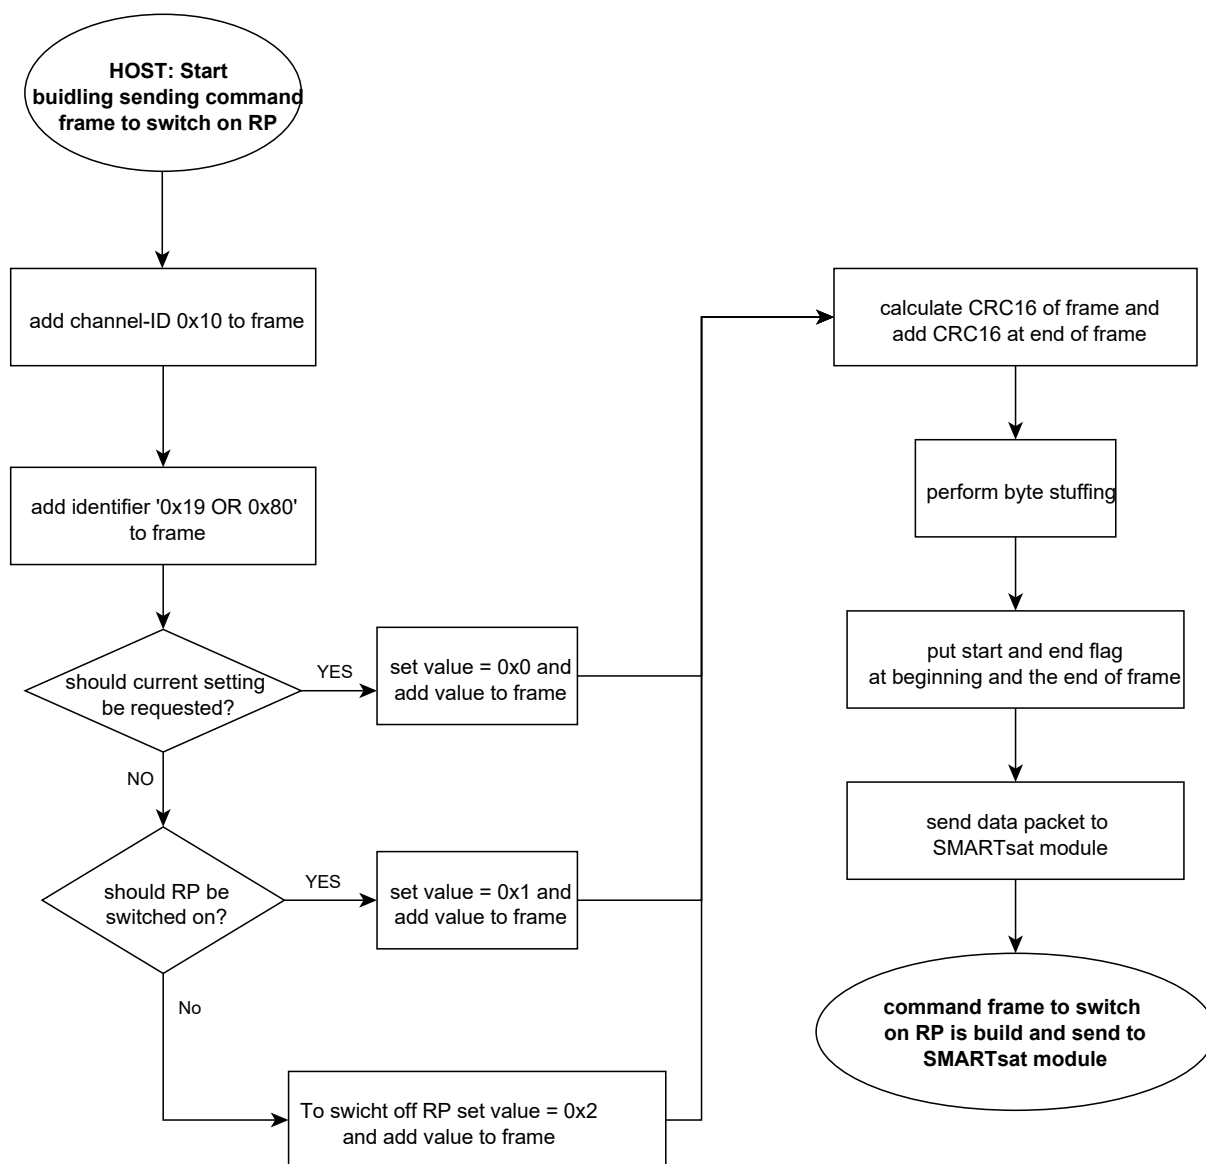 HOST: Start
buidling sending command
frame to switch on RP
add channel-ID 0x10 to frame
add identifier '0x19 OR 0x80'
to frame
should current setting
be requested?
YES
set value = 0x0 and
add value to frame
NO
should RP be
switched on?
YES
set value = 0x1 and
add value to frame
No
To swicht off RP set value = 0x2
and add value to frame
calculate CRC16 of frame and
add CRC16 at end of frame
perform byte stuffing
put start and end flag
at beginning and the end of frame
send data packet to
SMARTsat module
command frame to switch
on RP is build and send to
SMARTsat module